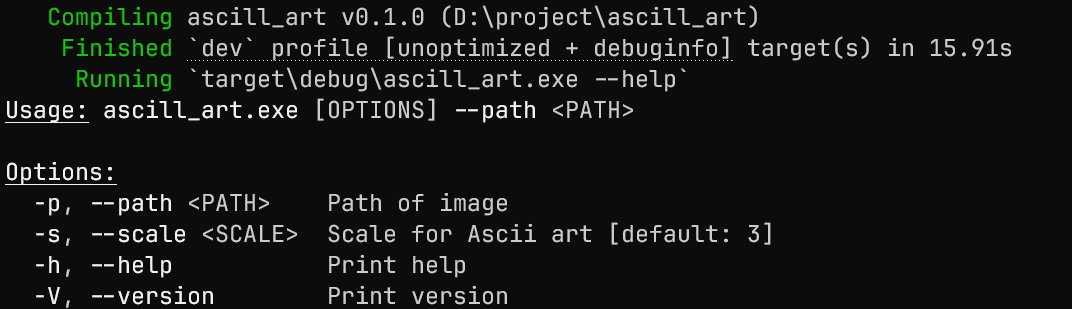 Compiling ascill_art v0.1.0 (D:\project\ascill_art)
Finished `dev` profile [unoptimized + debuginfo] target(s) in 15.91s
Running `target\debug\ascill_art.exe --help`
Usage: ascill_art.exe [OPTIONS] --path <PATH>

Options:
-p, --path <PATH>    Path of image
-s, --scale <SCALE>  Scale for Ascii art [default: 3]
-h, --help           Print help
-V, --version        Print version